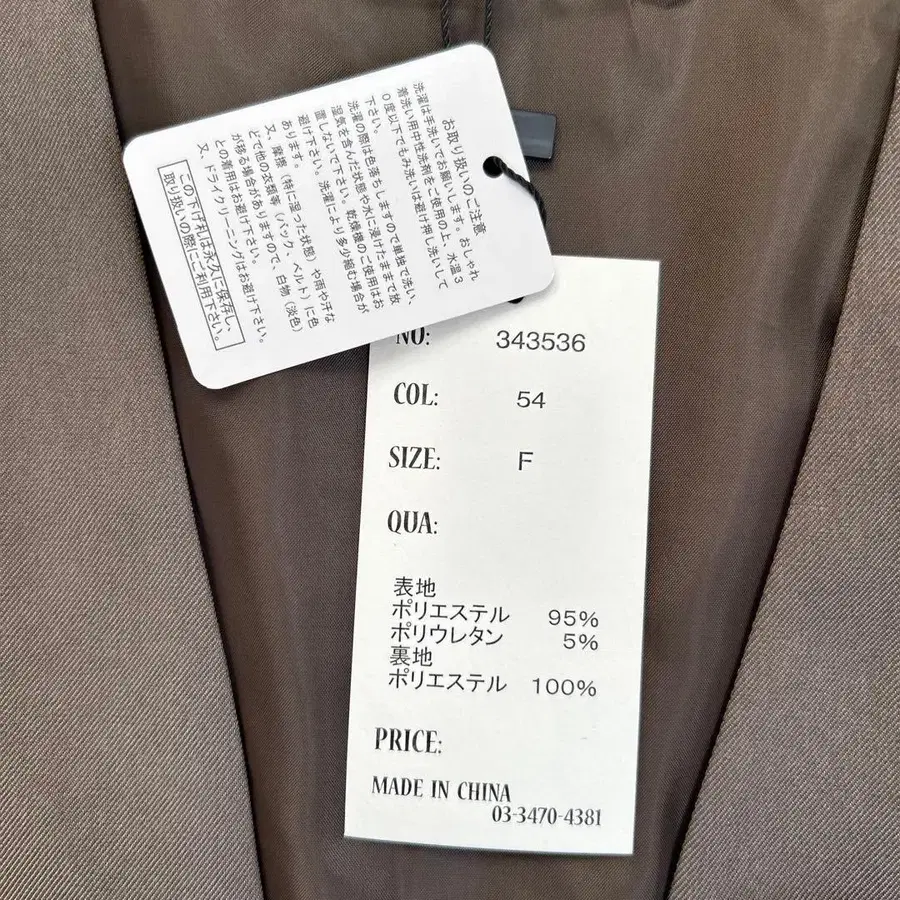 お取り扱いのご注意
洗濯は手洗いでお願いします。おしゃれ
着洗い用中性洗剤をご使用の上、水温３
０度以下でもみ洗いは避け押し洗いして
下さい。
洗濯の際は色落ちしますので単独で洗い、
湿気を含んだ状態や水に浸けたままで放
置しないで下さい。乾燥機のご使用はお
避け下さい。洗濯により多少縮む場合が
あります。
又、摩擦（特に湿った状態）や雨や汗な
どで他の衣類等（バック、ベルト）に色
が移る場合がありますので、白物（淡色）
との着用はお避け下さい。
又、ドライクリーニングはお避け下さい。
この下げ札は永久に保存し、
取り扱いの際にご利用下さい。
NO: 343536
COL: 54
SIZE: F
QUA:
表地
ポリエステル 95%
ポリウレタン 5%
裏地
ポリエステル 100%
PRICE:
MADE IN CHINA
03-3470-4381